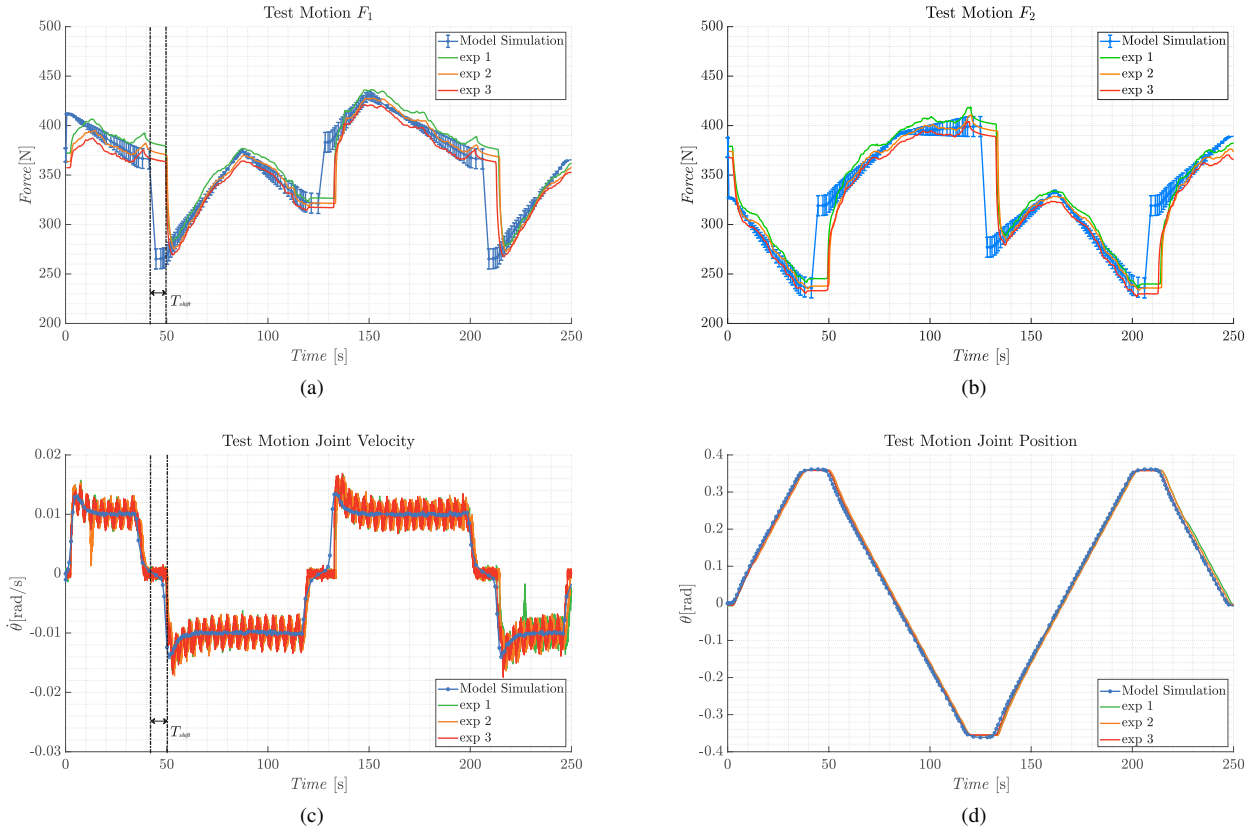 Test Motion F₁
500
450
400
350
300
250
200
Force[N]
0
50
100
150
200
250
Time [s]
Model Simulation
exp 1
exp 2
exp 3
T_shift
(a)
Test Motion F₂
500
450
400
350
300
250
200
Force[N]
0
50
100
150
200
250
Time [s]
Model Simulation
exp 1
exp 2
exp 3
(b)
Test Motion Joint Velocity
0.02
0.01
0
-0.01
-0.02
-0.03
θ̇[rad/s]
0
50
100
150
200
250
Time [s]
Model Simulation
exp 1
exp 2
exp 3
T_shift
(c)
Test Motion Joint Position
0.4
0.3
0.2
0.1
0
-0.1
-0.2
-0.3
-0.4
θ[rad]
0
50
100
150
200
250
Time [s]
Model Simulation
exp 1
exp 2
exp 3
(d)